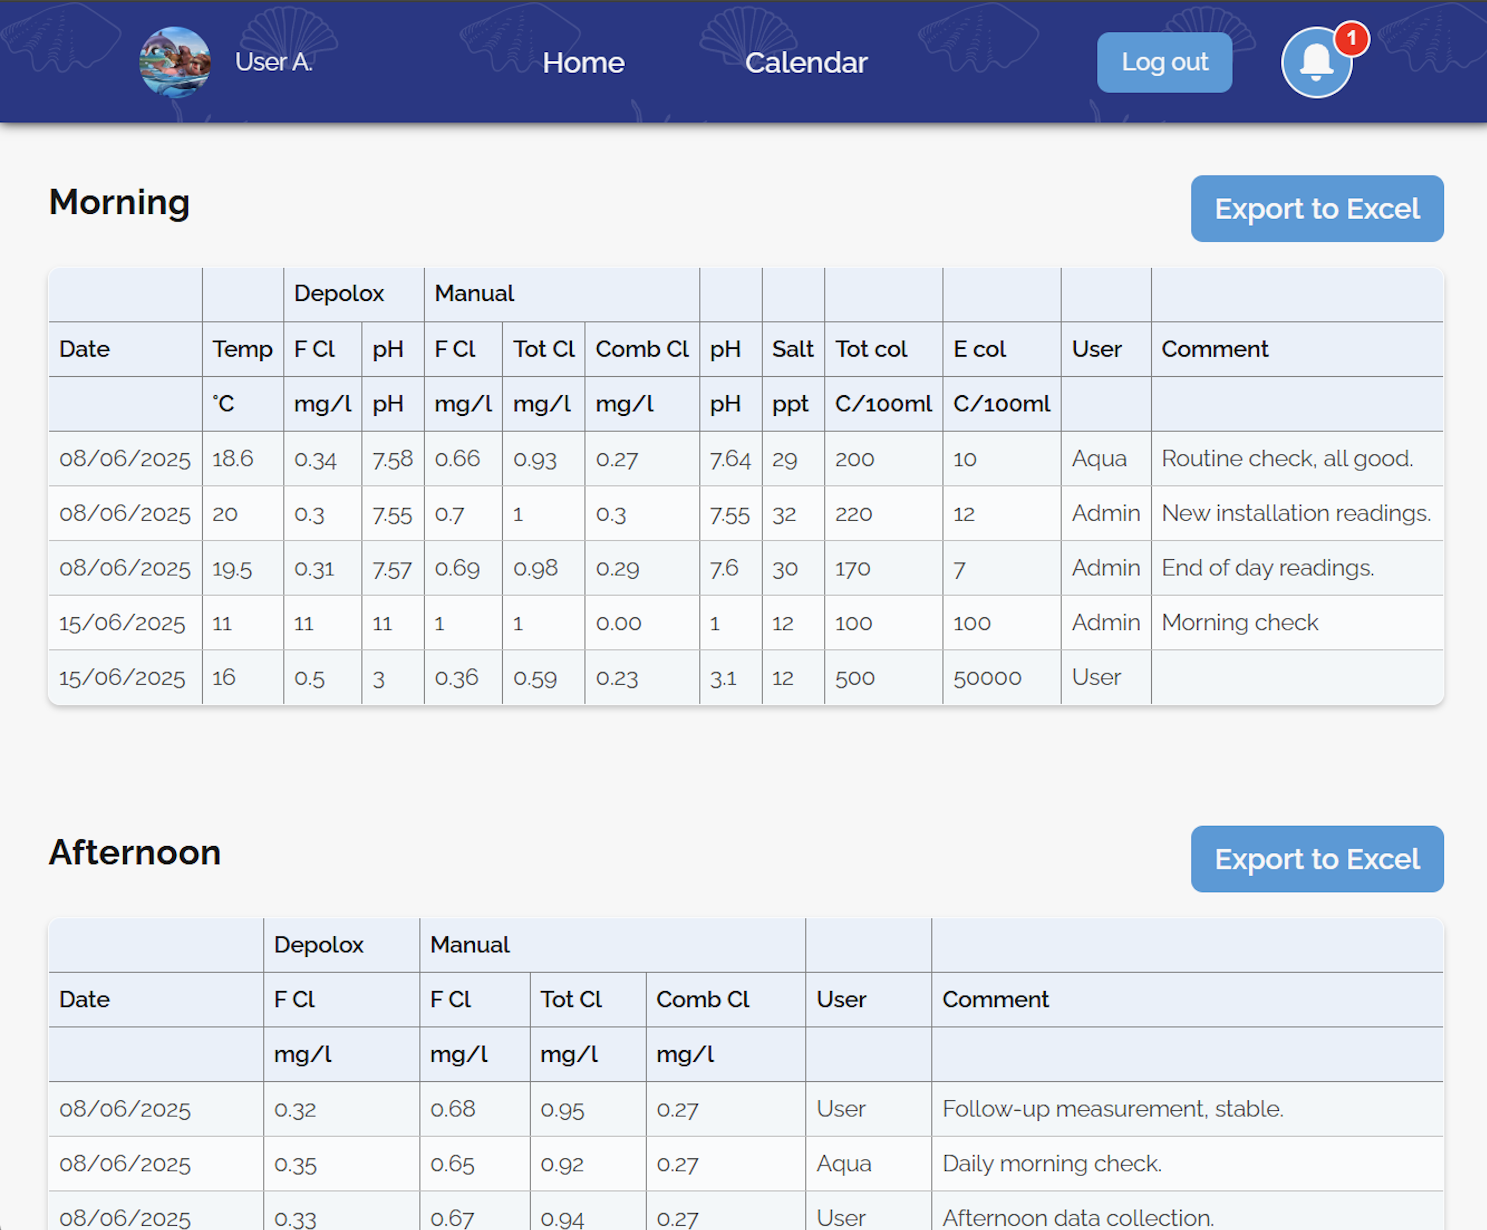 User A. Home Calendar Log out 1
Morning Export to Excel
Depolox Manual
Date Temp F Cl pH F Cl Tot Cl Comb Cl pH Salt Tot col E col User Comment
°C mg/l pH mg/l mg/l mg/l pH ppt C/100ml C/100ml
08/06/2025 18.6 0.34 7.58 0.66 0.93 0.27 7.64 29 200 10 Aqua Routine check, all good.
08/06/2025 20 0.3 7.55 0.7 1 0.3 7.55 32 220 12 Admin New installation readings.
08/06/2025 19.5 0.31 7.57 0.69 0.98 0.29 7.6 30 170 7 Admin End of day readings.
15/06/2025 11 11 11 1 1 0.00 1 12 100 100 Admin Morning check
15/06/2025 16 0.5 3 0.36 0.59 0.23 3.1 12 500 50000 User
Afternoon Export to Excel
Depolox Manual
Date F Cl F Cl Tot Cl Comb Cl User Comment
mg/l mg/l mg/l mg/l
08/06/2025 0.32 0.68 0.95 0.27 User Follow-up measurement, stable.
08/06/2025 0.35 0.65 0.92 0.27 Aqua Daily morning check.
08/06/2025 0.33 0.67 0.94 0.27 User Afternoon data collection.